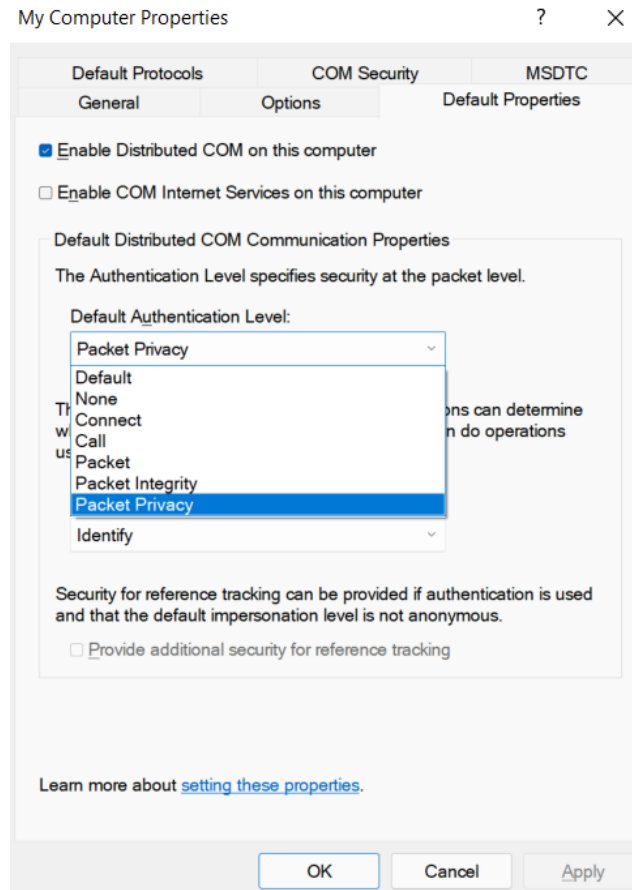 My Computer Properties ? ×
Default Protocols COM Security MSDTC
General Options Default Properties
Enable Distributed COM on this computer
Enable COM Internet Services on this computer
Default Distributed COM Communication Properties
The Authentication Level specifies security at the packet level.
Default Authentication Level:
Packet Privacy
Default
None
Connect
Call
Packet
Packet Integrity
Packet Privacy
can determine
do operations
Identify
Security for reference tracking can be provided if authentication is used
and that the default impersonation level is not anonymous.
Provide additional security for reference tracking
Learn more about setting these properties.
OK Cancel Apply